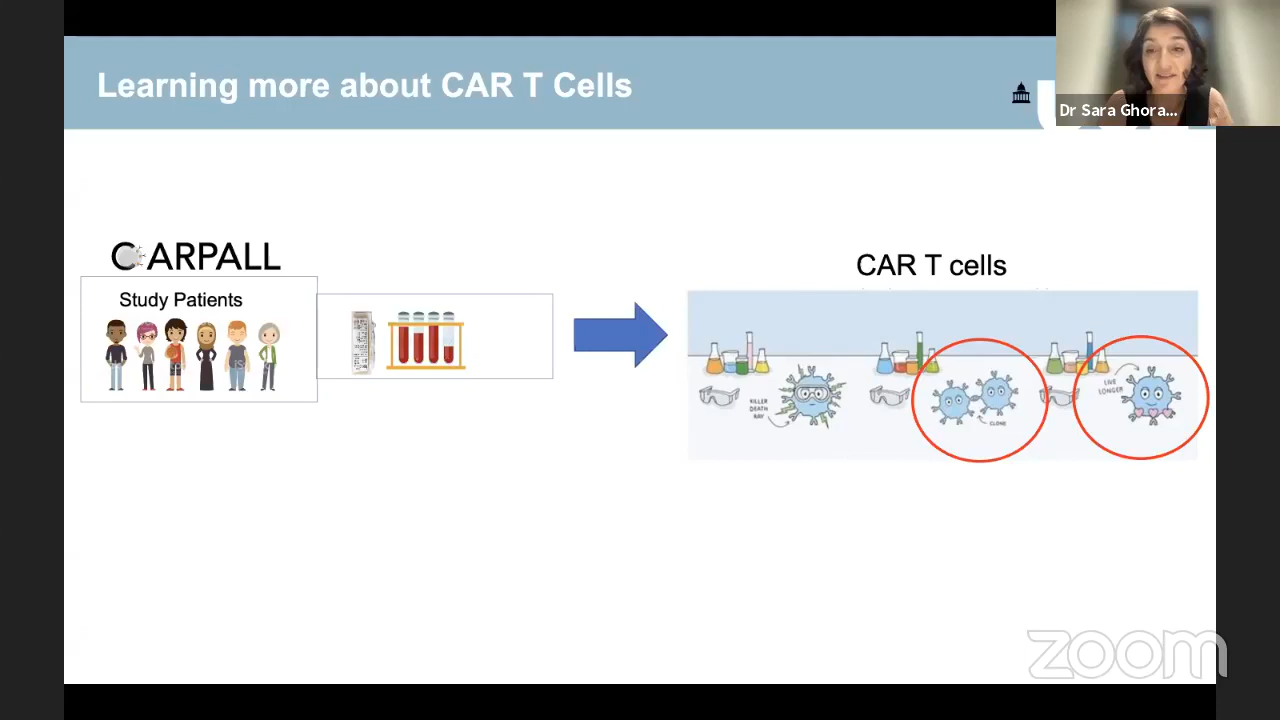 Learning more about CAR T Cells
Dr Sara Ghora...
CARPALL
Study Patients
CAR T cells
KILLER
DEATH
RAY
CLONE
LIVE
LONGER
zoom